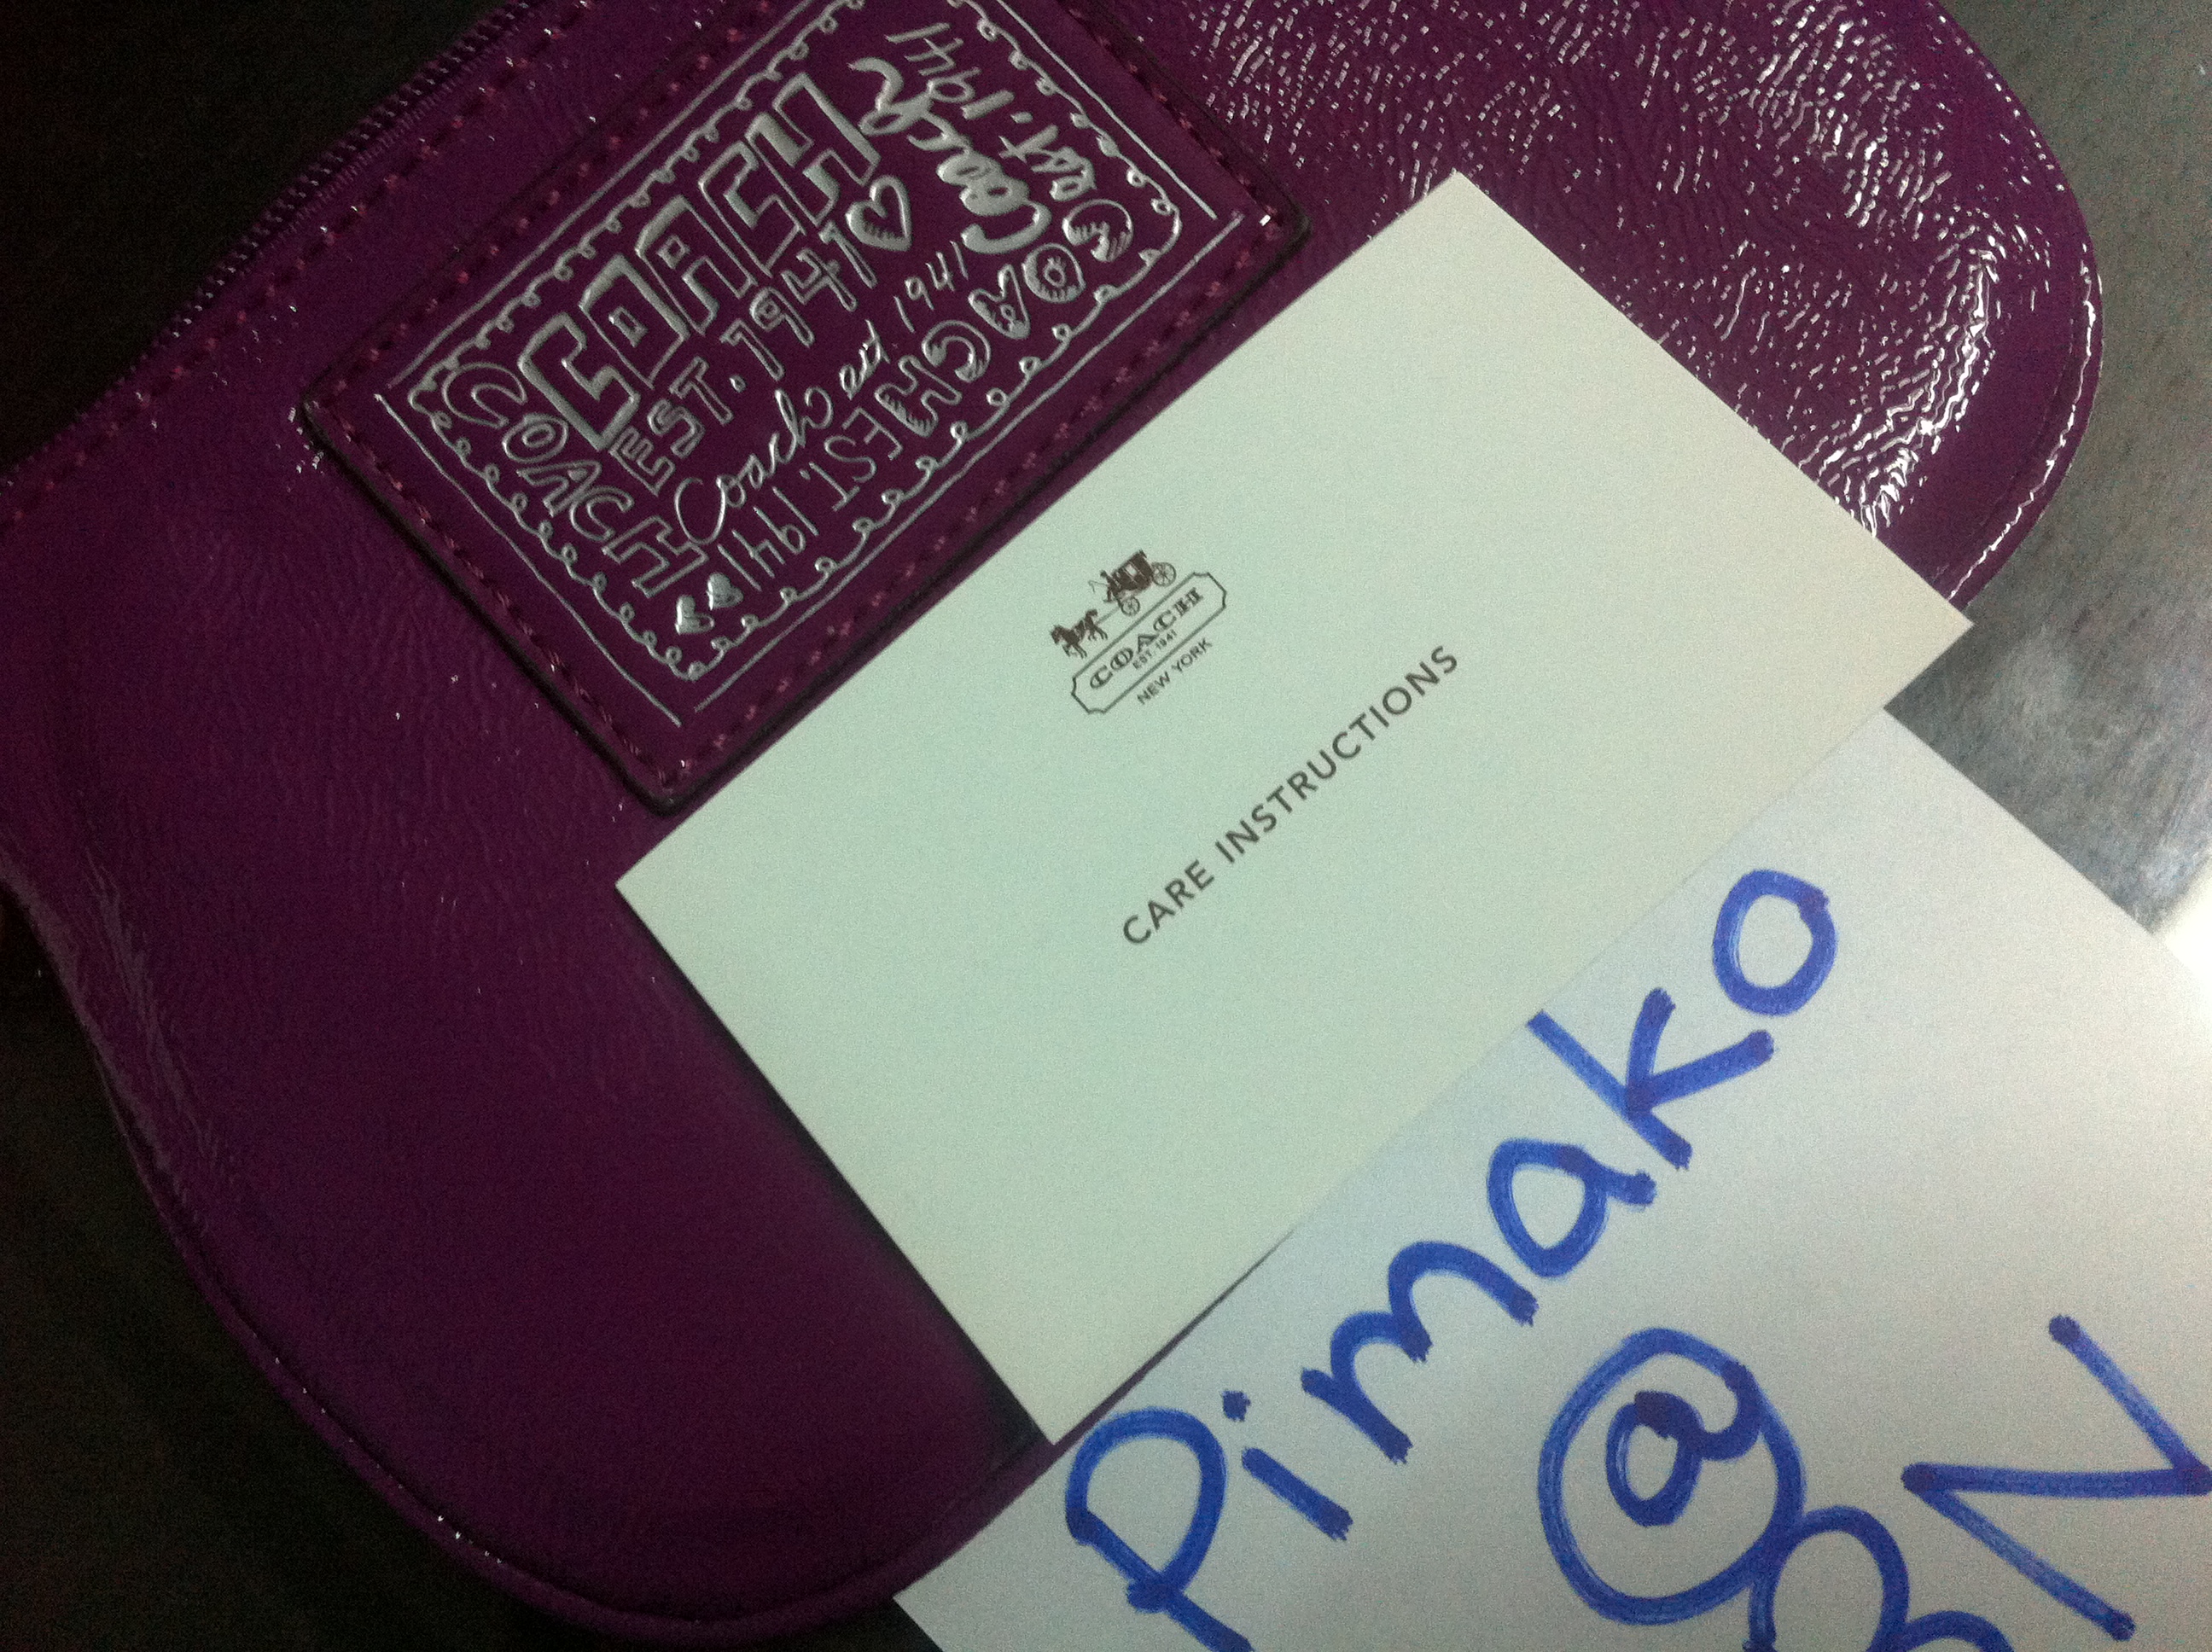 COACH
EST. 1941
Coach est. 1941
COACH
EST. 1941
COACH
Coach
est. 1941
COACH
EST. 1941
NEW YORK
CARE INSTRUCTIONS
Pimako
@
BN